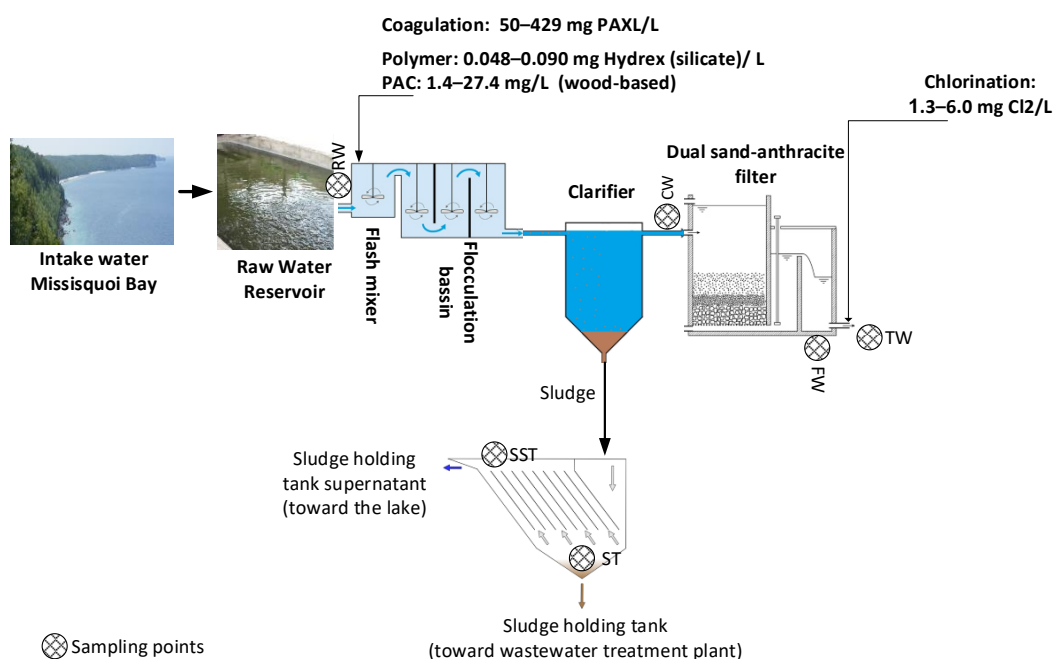 Coagulation: 50–429 mg PAXL/L
Polymer: 0.048–0.090 mg Hydrex (silicate)/ L
PAC: 1.4–27.4 mg/L (wood-based)
Chlorination:
1.3–6.0 mg Cl2/L
Intake water
Missisquoi Bay
Raw Water
Reservoir
RW
Flash mixer
Flocculation
bassin
Clarifier
CW
Dual sand-anthracite
filter
FW
TW
Sludge
Sludge holding
tank supernatant
(toward the lake)
SST
ST
Sludge holding tank
(toward wastewater treatment plant)
Sampling points